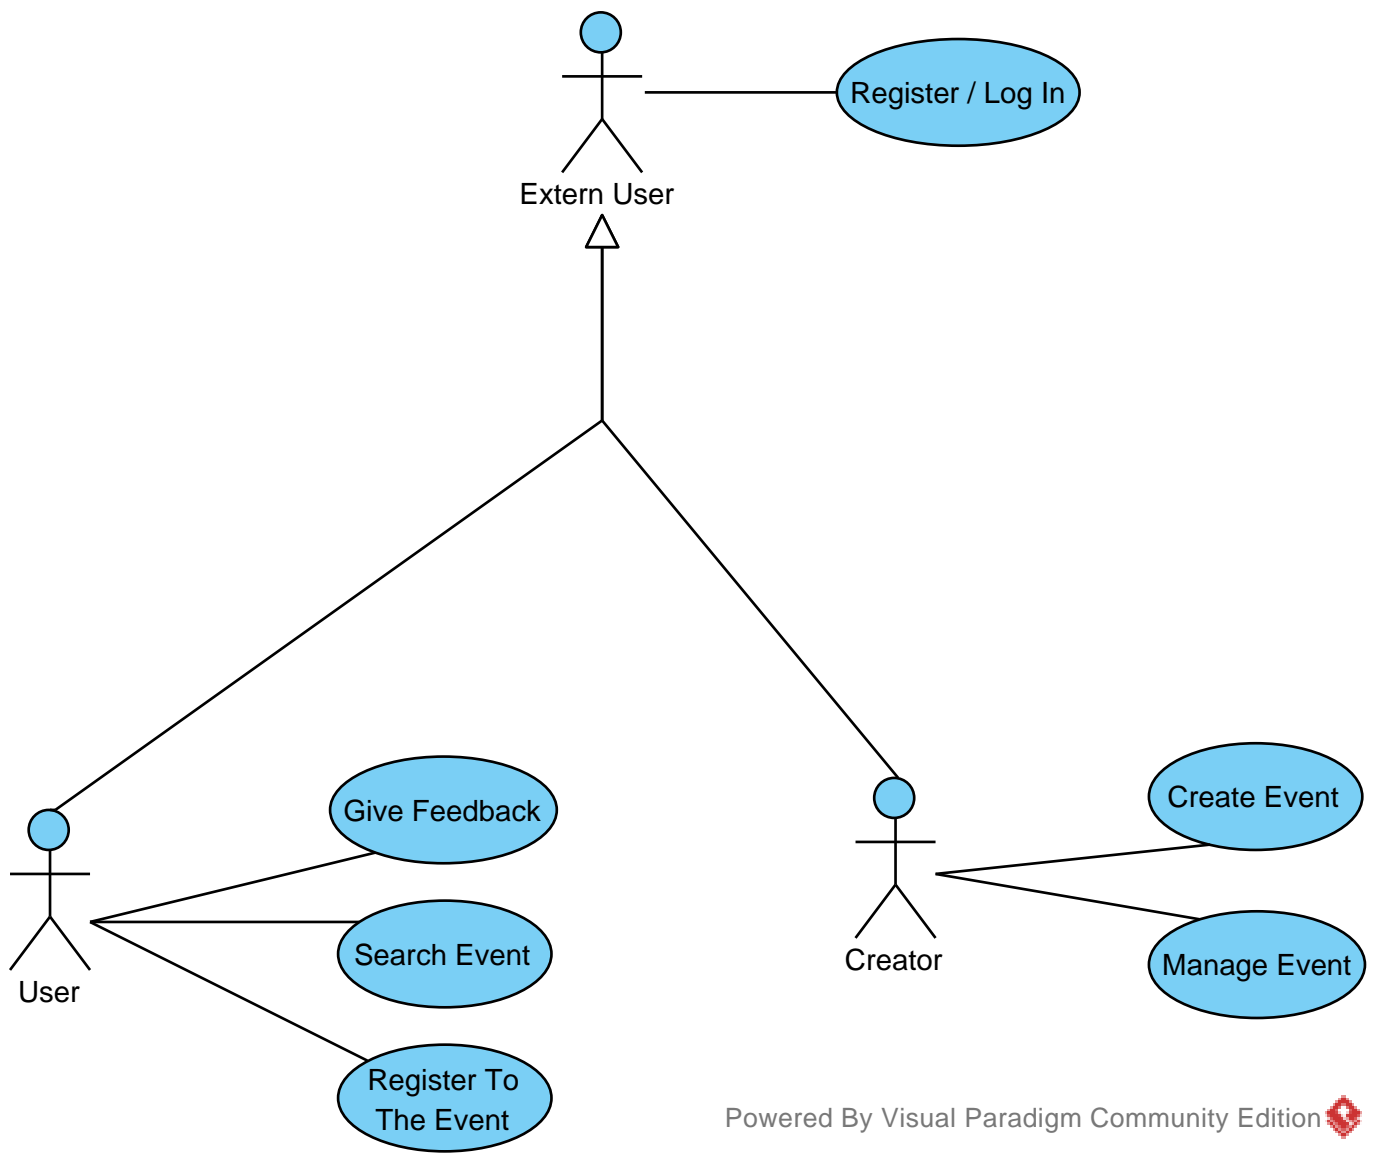 Register / Log In
Extern User
Give Feedback
Create Event
Search Event
Creator
Manage Event
User
Register To
The Event
Powered By Visual Paradigm Community Edition